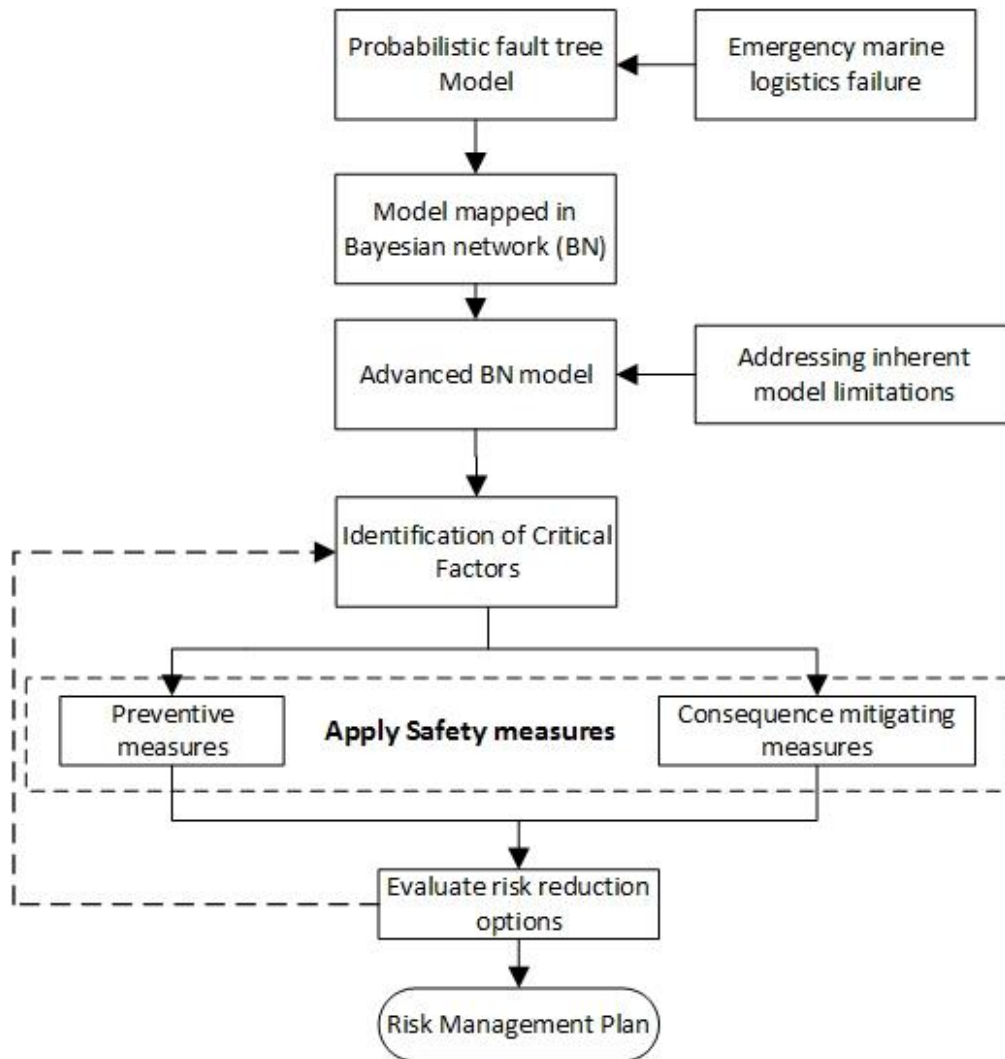 Probabilistic fault tree
Model
Emergency marine
logistics failure
Model mapped in
Bayesian network (BN)
Advanced BN model
Addressing inherent
model limitations
Identification of Critical
Factors
Preventive
measures
Apply Safety measures
Consequence mitigating
measures
Evaluate risk reduction
options
Risk Management Plan